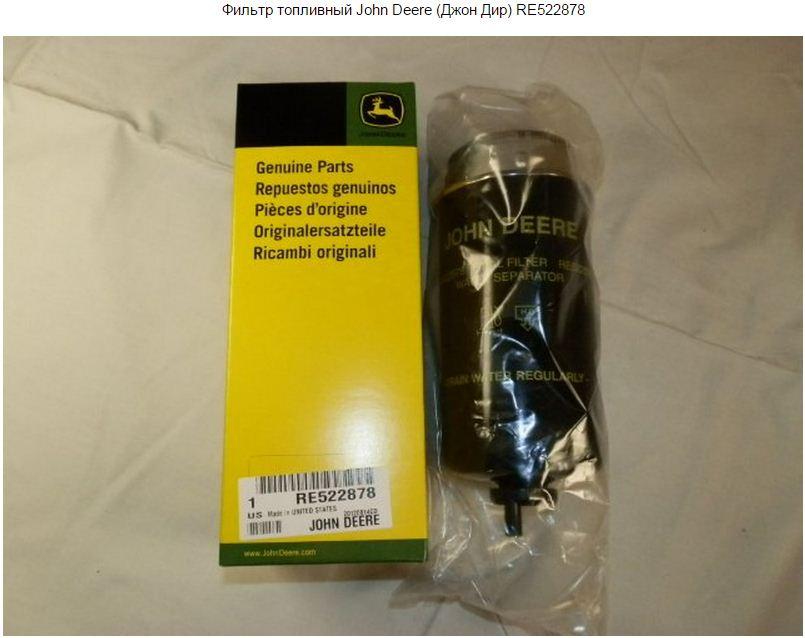 Фильтр топливный John Deere (Джон Дир) RE522878
JOHN DEERE
Genuine Parts
Repuestos genuinos
Pièces d'origine
Originalersatzteile
Ricambi originali
1 RE522878
US Made in UNITED STATES
JOHN DEERE
www.JohnDeere.com
JOHN DEERE
FILTER
SEPARATOR
DRAIN WATER REGULARLY